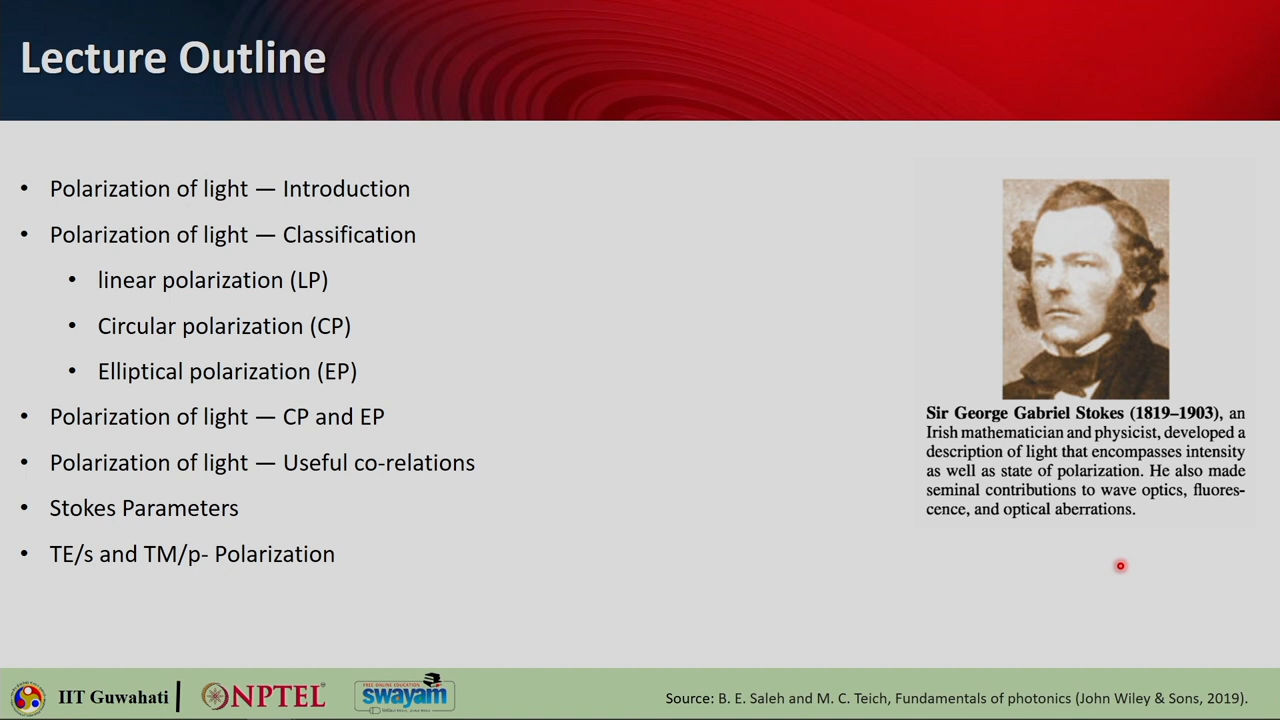 Lecture Outline
• Polarization of light — Introduction
• Polarization of light — Classification
• linear polarization (LP)
• Circular polarization (CP)
• Elliptical polarization (EP)
• Polarization of light — CP and EP
• Polarization of light — Useful co-relations
• Stokes Parameters
• TE/s and TM/p- Polarization
Sir George Gabriel Stokes (1819–1903), an
Irish mathematician and physicist, developed a
description of light that encompasses intensity
as well as state of polarization. He also made
seminal contributions to wave optics, fluores-
cence, and optical aberrations.
IIT Guwahati
NPTEL
FREE ONLINE EDUCATION
swayam
Source: B. E. Saleh and M. C. Teich, Fundamentals of photonics (John Wiley & Sons, 2019).